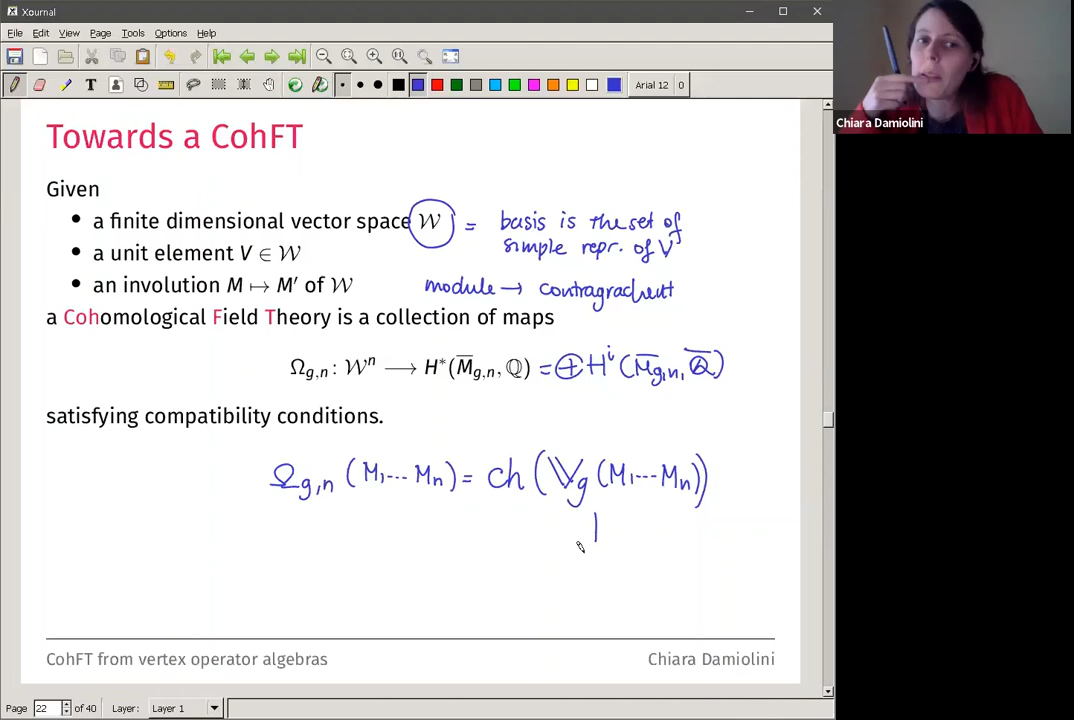 Xournal
File Edit View Page Tools Options Help
Arial 12 0
Chiara Damiolini
Towards a CohFT
Given
• a finite dimensional vector space 𝒲 = basis is the set of
simple repr. of V
• a unit element V ∈ 𝒲
• an involution M ↦ M′ of 𝒲 module → contragradient
a Cohomological Field Theory is a collection of maps
Ω_{g,n}: 𝒲^n ⟶ H^*(M̅_{g,n}, ℚ) = ⊕ H^i (M̅_{g,n}, ℚ̅)
satisfying compatibility conditions.
Ω_{g,n} (M_1 ... M_n) = ch (𝕍_g (M_1 ... M_n))
CohFT from vertex operator algebras Chiara Damiolini
Page 22 of 40 Layer: Layer 1